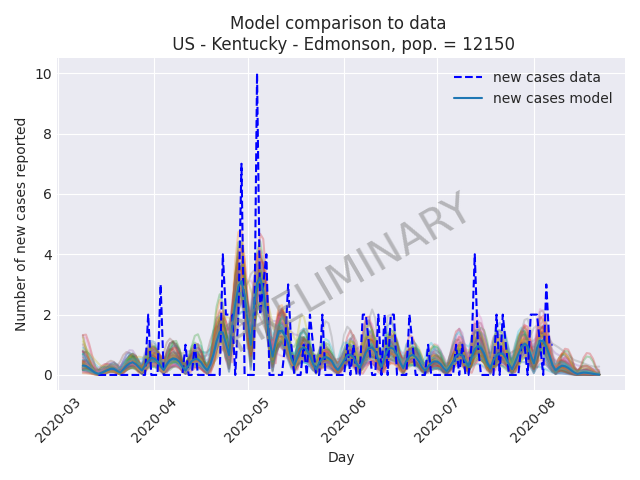 Model comparison to data
US - Kentucky - Edmonson, pop. = 12150
new cases data
new cases model
PRELIMINARY
Number of new cases reported
10
8
6
4
2
0
2020-03
2020-04
2020-05
2020-06
2020-07
2020-08
Day